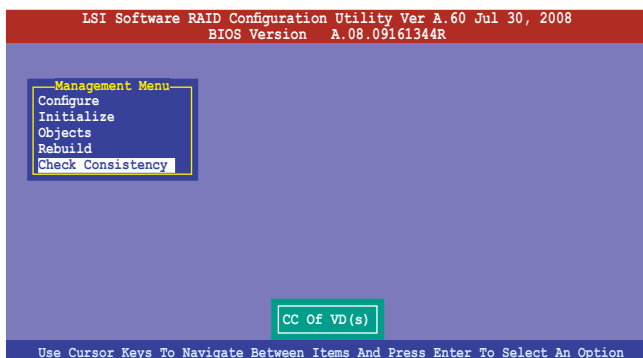 LSI Software RAID Configuration Utility Ver A.60 Jul 30, 2008
BIOS Version A.08.09161344R
Management Menu
Configure
Initialize
Objects
Rebuild
Check Consistency
CC Of VD(s)
Use Cursor Keys To Navigate Between Items And Press Enter To Select An Option